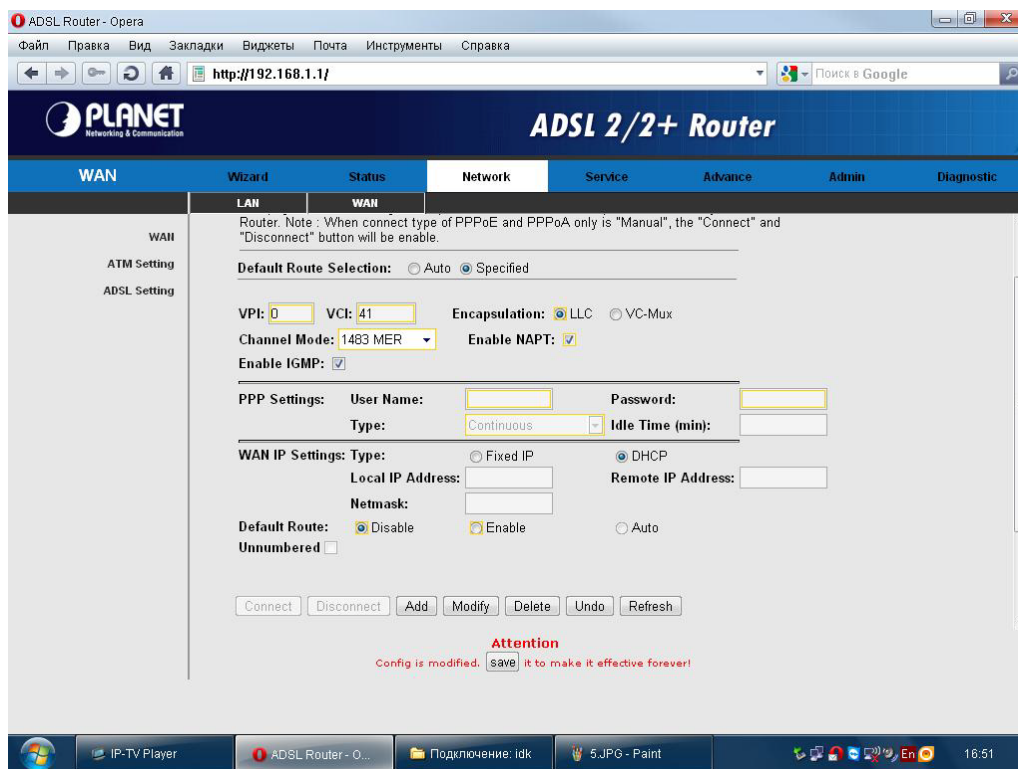 ADSL Router - Opera
Файл Правка Вид Закладки Виджеты Почта Инструменты Справка
http://192.168.1.1/ Поиск в Google
PLANET
Networking & Communication
ADSL 2/2+ Router
WAN Wizard Status Network Service Advance Admin Diagnostic
LAN WAN
WAN
ATM Setting
ADSL Setting
Router. Note : When connect type of PPPoE and PPPoA only is "Manual", the "Connect" and
"Disconnect" button will be enable.
Default Route Selection: Auto Specified
VPI: 0 VCI: 41 Encapsulation: LLC VC-Mux
Channel Mode: 1483 MER Enable NAPT:
Enable IGMP:
PPP Settings: User Name: Password:
Type: Continuous Idle Time (min):
WAN IP Settings: Type: Fixed IP DHCP
Local IP Address: Remote IP Address:
Netmask:
Default Route: Disable Enable Auto
Unnumbered
Connect Disconnect Add Modify Delete Undo Refresh
Attention
Config is modified. save it to make it effective forever!
IP-TV Player ADSL Router - O... Подключение: idk 5.JPG - Paint En 16:51